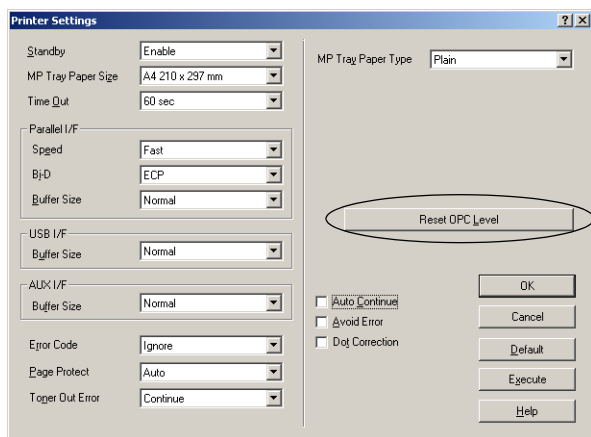 Printer Settings
Standby Enable
MP Tray Paper Size A4 210 x 297 mm
Time Out 60 sec
Parallel I/F
Speed Fast
Bi-D ECP
Buffer Size Normal
USB I/F
Buffer Size Normal
AUX I/F
Buffer Size Normal
Error Code Ignore
Page Protect Auto
Toner Out Error Continue
MP Tray Paper Type Plain
Reset OPC Level
Auto Continue
Avoid Error
Dot Correction
OK
Cancel
Default
Execute
Help